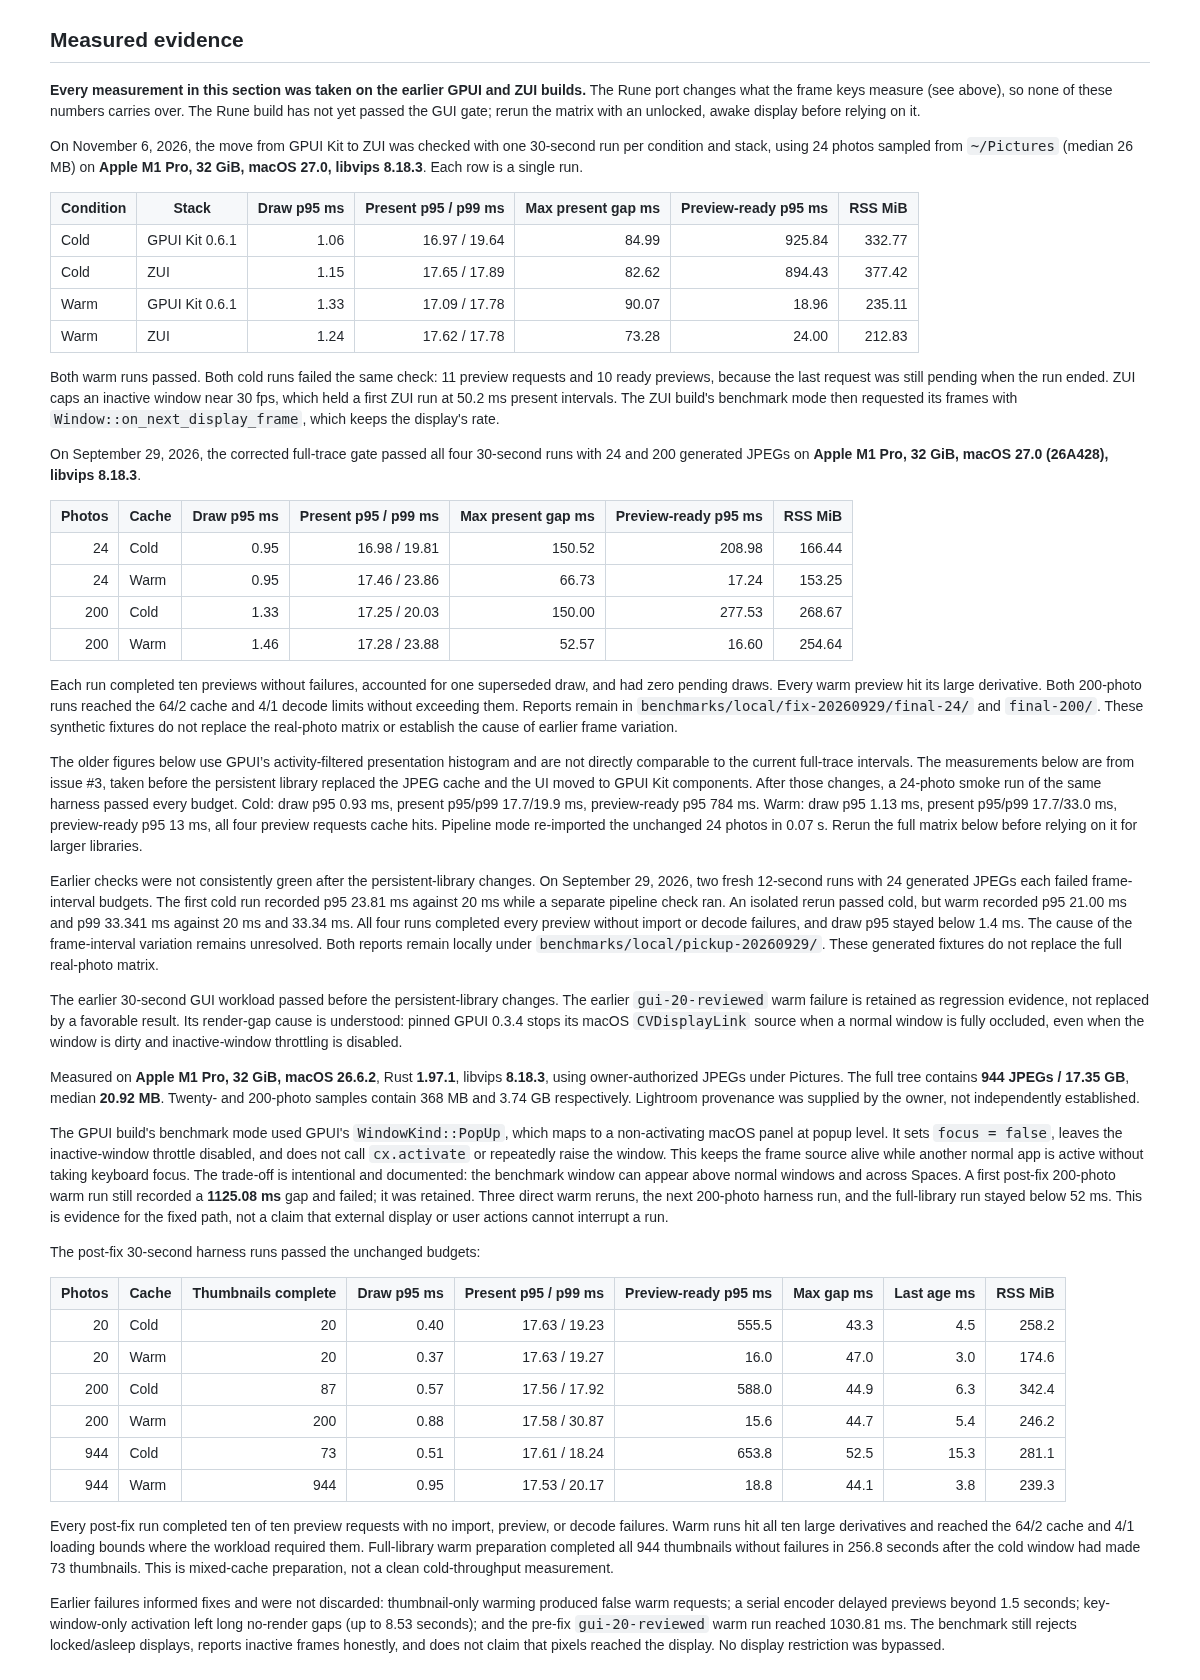 Measured evidence
Every measurement in this section was taken on the earlier GPUI and ZUI builds. The Rune port changes what the frame keys measure (see above), so none of these
numbers carries over. The Rune build has not yet passed the GUI gate; rerun the matrix with an unlocked, awake display before relying on it.
On November 6, 2026, the move from GPUI Kit to ZUI was checked with one 30-second run per condition and stack, using 24 photos sampled from ~/Pictures (median 26
MB) on Apple M1 Pro, 32 GiB, macOS 27.0, libvips 8.18.3. Each row is a single run.
Condition Stack Draw p95 ms Present p95 / p99 ms Max present gap ms Preview-ready p95 ms RSS MiB
Cold GPUI Kit 0.6.1 1.06 16.97 / 19.64 84.99 925.84 332.77
Cold ZUI 1.15 17.65 / 17.89 82.62 894.43 377.42
Warm GPUI Kit 0.6.1 1.33 17.09 / 17.78 90.07 18.96 235.11
Warm ZUI 1.24 17.62 / 17.78 73.28 24.00 212.83
Both warm runs passed. Both cold runs failed the same check: 11 preview requests and 10 ready previews, because the last request was still pending when the run ended. ZUI
caps an inactive window near 30 fps, which held a first ZUI run at 50.2 ms present intervals. The ZUI build's benchmark mode then requested its frames with
Window::on_next_display_frame, which keeps the display's rate.
On September 29, 2026, the corrected full-trace gate passed all four 30-second runs with 24 and 200 generated JPEGs on Apple M1 Pro, 32 GiB, macOS 27.0 (26A428),
libvips 8.18.3.
Photos Cache Draw p95 ms Present p95 / p99 ms Max present gap ms Preview-ready p95 ms RSS MiB
24 Cold 0.95 16.98 / 19.81 150.52 208.98 166.44
24 Warm 0.95 17.46 / 23.86 66.73 17.24 153.25
200 Cold 1.33 17.25 / 20.03 150.00 277.53 268.67
200 Warm 1.46 17.28 / 23.88 52.57 16.60 254.64
Each run completed ten previews without failures, accounted for one superseded draw, and had zero pending draws. Every warm preview hit its large derivative. Both 200-photo
runs reached the 64/2 cache and 4/1 decode limits without exceeding them. Reports remain in benchmarks/local/fix-20260929/final-24/ and final-200/. These
synthetic fixtures do not replace the real-photo matrix or establish the cause of earlier frame variation.
The older figures below use GPUI's activity-filtered presentation histogram and are not directly comparable to the current full-trace intervals. The measurements below are from
issue #3, taken before the persistent library replaced the JPEG cache and the UI moved to GPUI Kit components. After those changes, a 24-photo smoke run of the same
harness passed every budget. Cold: draw p95 0.93 ms, present p95/p99 17.7/19.9 ms, preview-ready p95 784 ms. Warm: draw p95 1.13 ms, present p95/p99 17.7/33.0 ms,
preview-ready p95 13 ms, all four preview requests cache hits. Pipeline mode re-imported the unchanged 24 photos in 0.07 s. Rerun the full matrix below before relying on it for
larger libraries.
Earlier checks were not consistently green after the persistent-library changes. On September 29, 2026, two fresh 12-second runs with 24 generated JPEGs each failed frame-
interval budgets. The first cold run recorded p95 23.81 ms against 20 ms while a separate pipeline check ran. An isolated rerun passed cold, but warm recorded p95 21.00 ms
and p99 33.341 ms against 20 ms and 33.34 ms. All four runs completed every preview without import or decode failures, and draw p95 stayed below 1.4 ms. The cause of the
frame-interval variation remains unresolved. Both reports remain locally under benchmarks/local/pickup-20260929/. These generated fixtures do not replace the full
real-photo matrix.
The earlier 30-second GUI workload passed before the persistent-library changes. The earlier gui-20-reviewed warm failure is retained as regression evidence, not replaced
by a favorable result. Its render-gap cause is understood: pinned GPUI 0.3.4 stops its macOS CVDisplayLink source when a normal window is fully occluded, even when the
window is dirty and inactive-window throttling is disabled.
Measured on Apple M1 Pro, 32 GiB, macOS 26.6.2, Rust 1.97.1, libvips 8.18.3, using owner-authorized JPEGs under Pictures. The full tree contains 944 JPEGs / 17.35 GB,
median 20.92 MB. Twenty- and 200-photo samples contain 368 MB and 3.74 GB respectively. Lightroom provenance was supplied by the owner, not independently established.
The GPUI build's benchmark mode used GPUI's WindowKind::PopUp, which maps to a non-activating macOS panel at popup level. It sets focus = false, leaves the
inactive-window throttle disabled, and does not call cx.activate or repeatedly raise the window. This keeps the frame source alive while another normal app is active without
taking keyboard focus. The trade-off is intentional and documented: the benchmark window can appear above normal windows and across Spaces. A first post-fix 200-photo
warm run still recorded a 1125.08 ms gap and failed; it was retained. Three direct warm reruns, the next 200-photo harness run, and the full-library run stayed below 52 ms. This
is evidence for the fixed path, not a claim that external display or user actions cannot interrupt a run.
The post-fix 30-second harness runs passed the unchanged budgets:
Photos Cache Thumbnails complete Draw p95 ms Present p95 / p99 ms Preview-ready p95 ms Max gap ms Last age ms RSS MiB
20 Cold 20 0.40 17.63 / 19.23 555.5 43.3 4.5 258.2
20 Warm 20 0.37 17.63 / 19.27 16.0 47.0 3.0 174.6
200 Cold 87 0.57 17.56 / 17.92 588.0 44.9 6.3 342.4
200 Warm 200 0.88 17.58 / 30.87 15.6 44.7 5.4 246.2
944 Cold 73 0.51 17.61 / 18.24 653.8 52.5 15.3 281.1
944 Warm 944 0.95 17.53 / 20.17 18.8 44.1 3.8 239.3
Every post-fix run completed ten of ten preview requests with no import, preview, or decode failures. Warm runs hit all ten large derivatives and reached the 64/2 cache and 4/1
loading bounds where the workload required them. Full-library warm preparation completed all 944 thumbnails without failures in 256.8 seconds after the cold window had made
73 thumbnails. This is mixed-cache preparation, not a clean cold-throughput measurement.
Earlier failures informed fixes and were not discarded: thumbnail-only warming produced false warm requests; a serial encoder delayed previews beyond 1.5 seconds; key-
window-only activation left long no-render gaps (up to 8.53 seconds); and the pre-fix gui-20-reviewed warm run reached 1030.81 ms. The benchmark still rejects
locked/asleep displays, reports inactive frames honestly, and does not claim that pixels reached the display. No display restriction was bypassed.